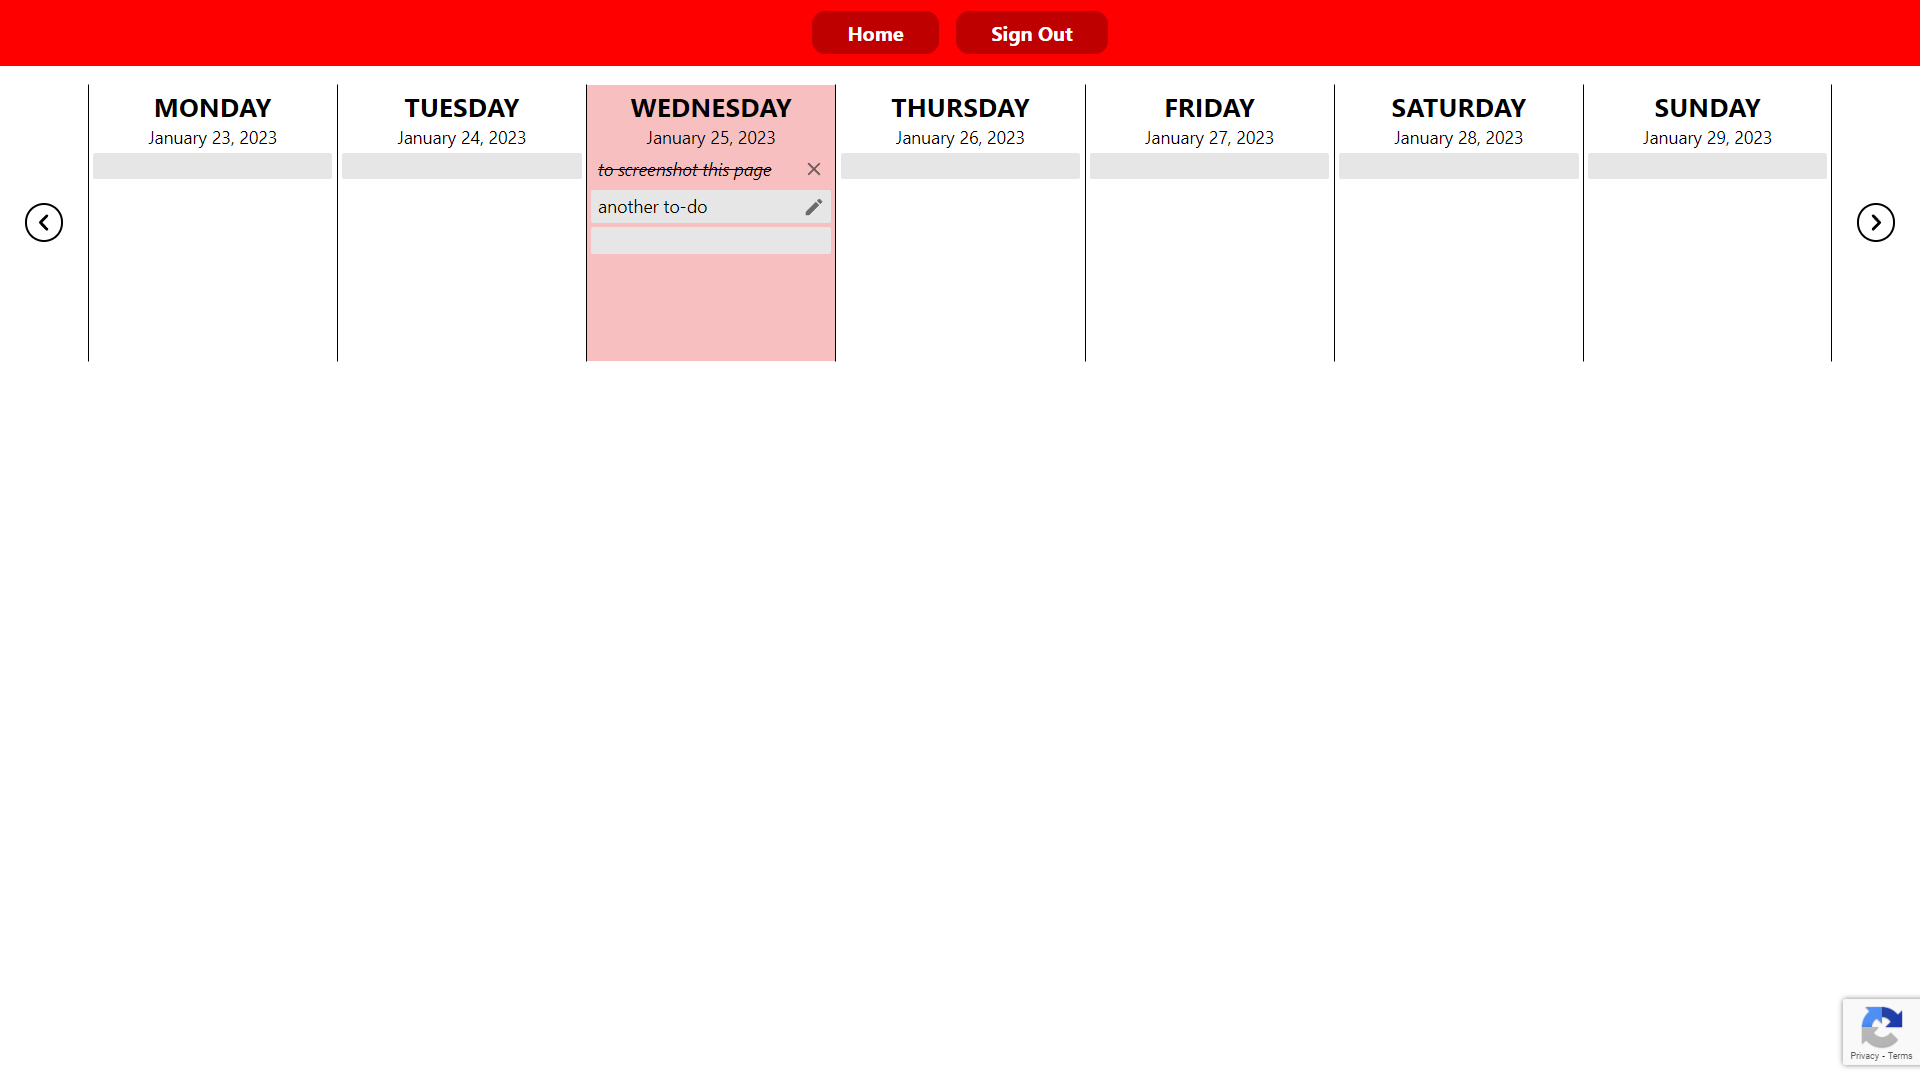 Home Sign Out
MONDAY
January 23, 2023
TUESDAY
January 24, 2023
WEDNESDAY
January 25, 2023
to screenshot this page
another to-do
THURSDAY
January 26, 2023
FRIDAY
January 27, 2023
SATURDAY
January 28, 2023
SUNDAY
January 29, 2023
Privacy - Terms